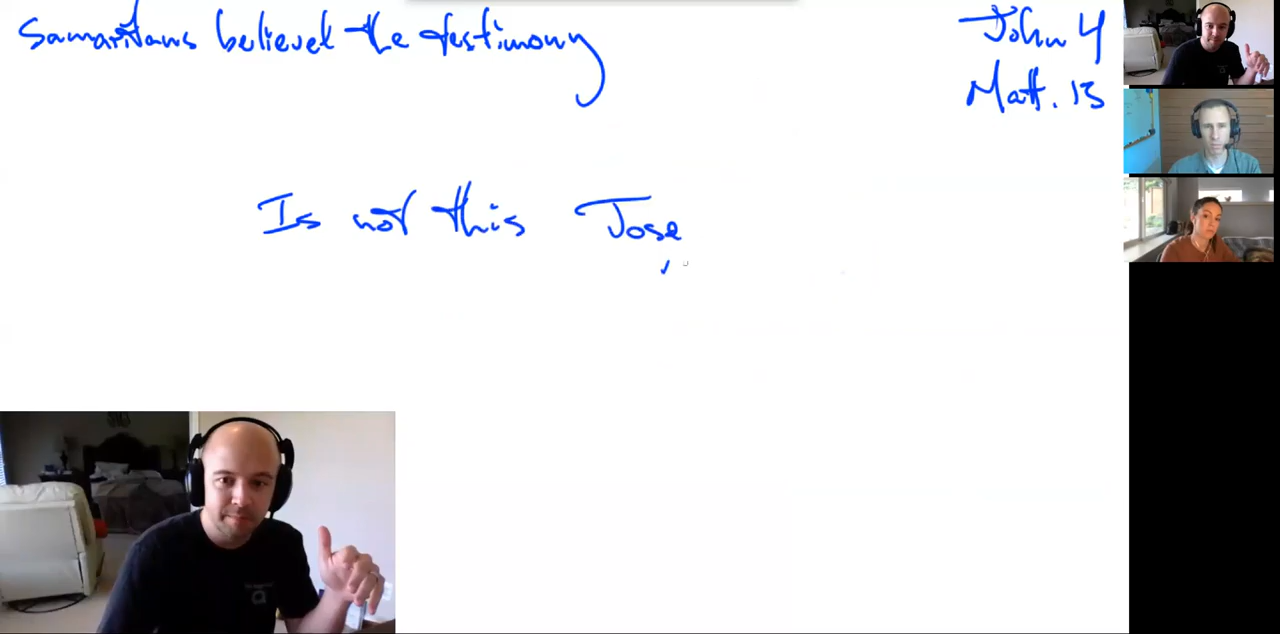 Samaritans believed the testimony
John 4
Matt. 13
Is not this Jose